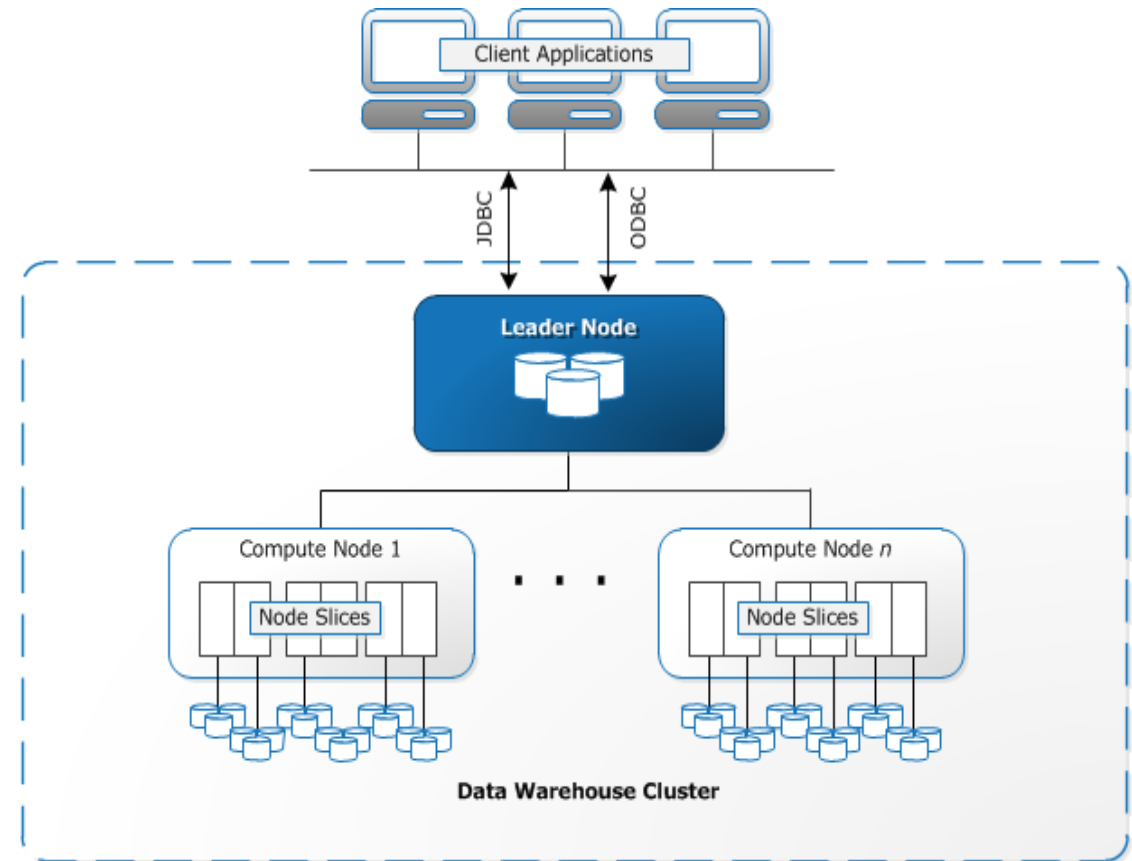 Client Applications
JDBC
ODBC
Leader Node
Compute Node 1
Compute Node n
. . .
Node Slices
Node Slices
Data Warehouse Cluster